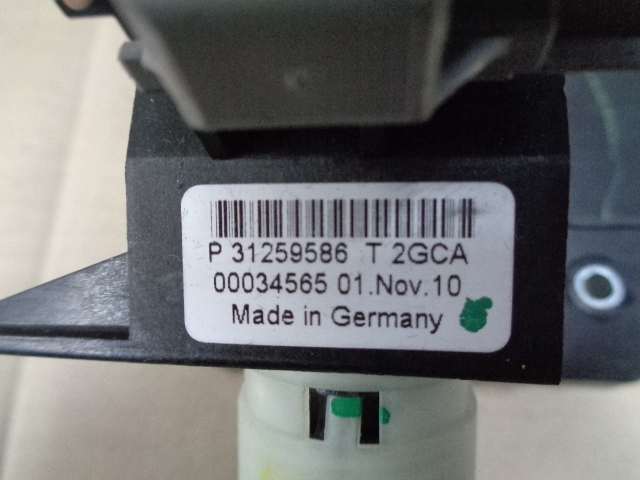 P 31259586 T 2GCA
00034565 01.Nov.10
Made in Germany